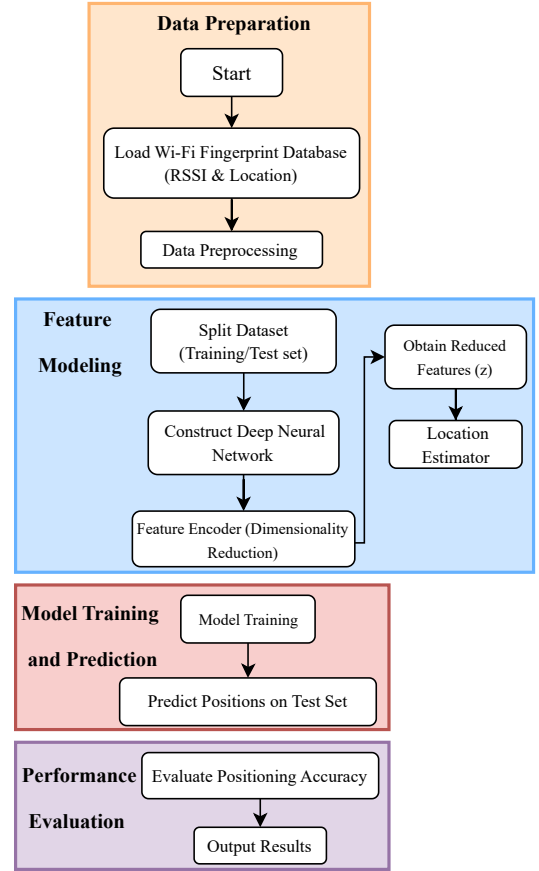 Data Preparation
Start
Load Wi-Fi Fingerprint Database
(RSSI & Location)
Data Preprocessing
Feature
Modeling
Split Dataset
(Training/Test set)
Construct Deep Neural
Network
Feature Encoder (Dimensionality
Reduction)
Obtain Reduced
Features (z)
Location
Estimator
Model Training
and Prediction
Model Training
Predict Positions on Test Set
Performance
Evaluation
Evaluate Positioning Accuracy
Output Results